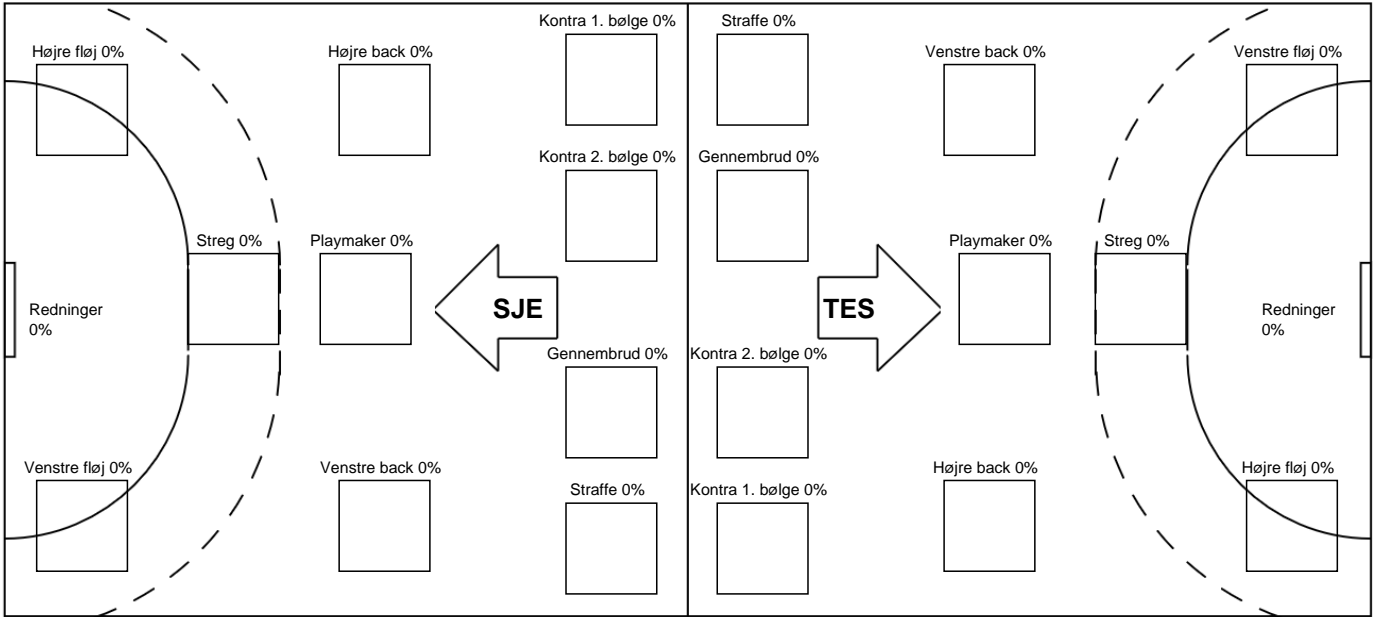 Kontra 1. bølge 0%
Straffe 0%
Højre fløj 0%
Højre back 0%
Venstre back 0%
Venstre fløj 0%
Kontra 2. bølge 0%
Gennembrud 0%
Streg 0%
Playmaker 0%
Playmaker 0%
Streg 0%
Redninger
0%
SJE
TES
Redninger
0%
Gennembrud 0%
Kontra 2. bølge 0%
Venstre fløj 0%
Venstre back 0%
Højre back 0%
Højre fløj 0%
Straffe 0%
Kontra 1. bølge 0%